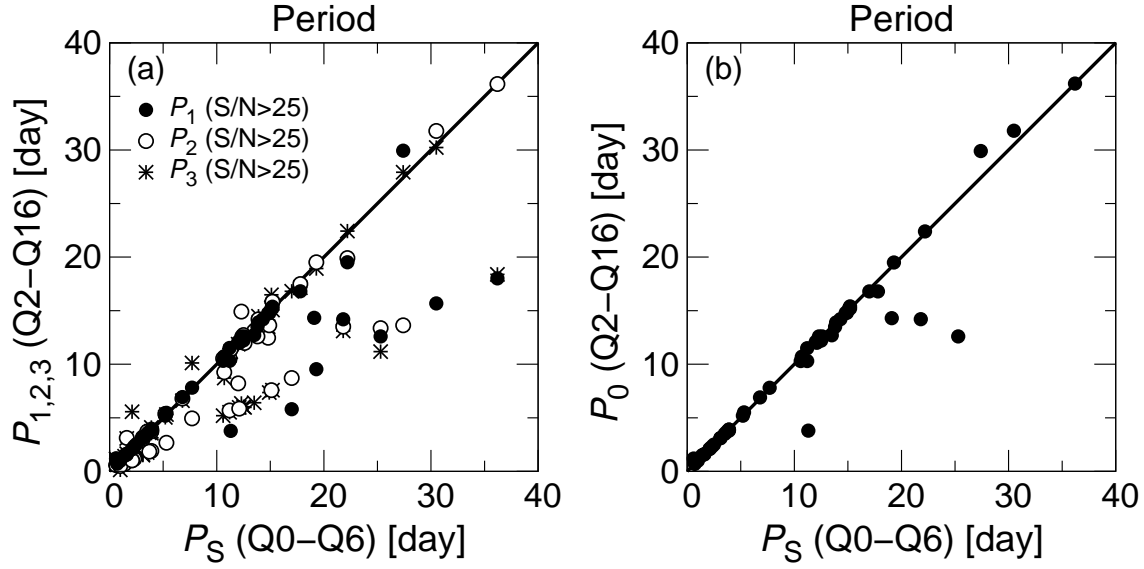 Period
(a)
P1 (S/N>25)
P2 (S/N>25)
P3 (S/N>25)
40
30
20
10
0
P1,2,3 (Q2−Q16) [day]
0 10 20 30 40
PS (Q0−Q6) [day]
Period
(b)
40
30
20
10
0
P0 (Q2−Q16) [day]
0 10 20 30 40
PS (Q0−Q6) [day]